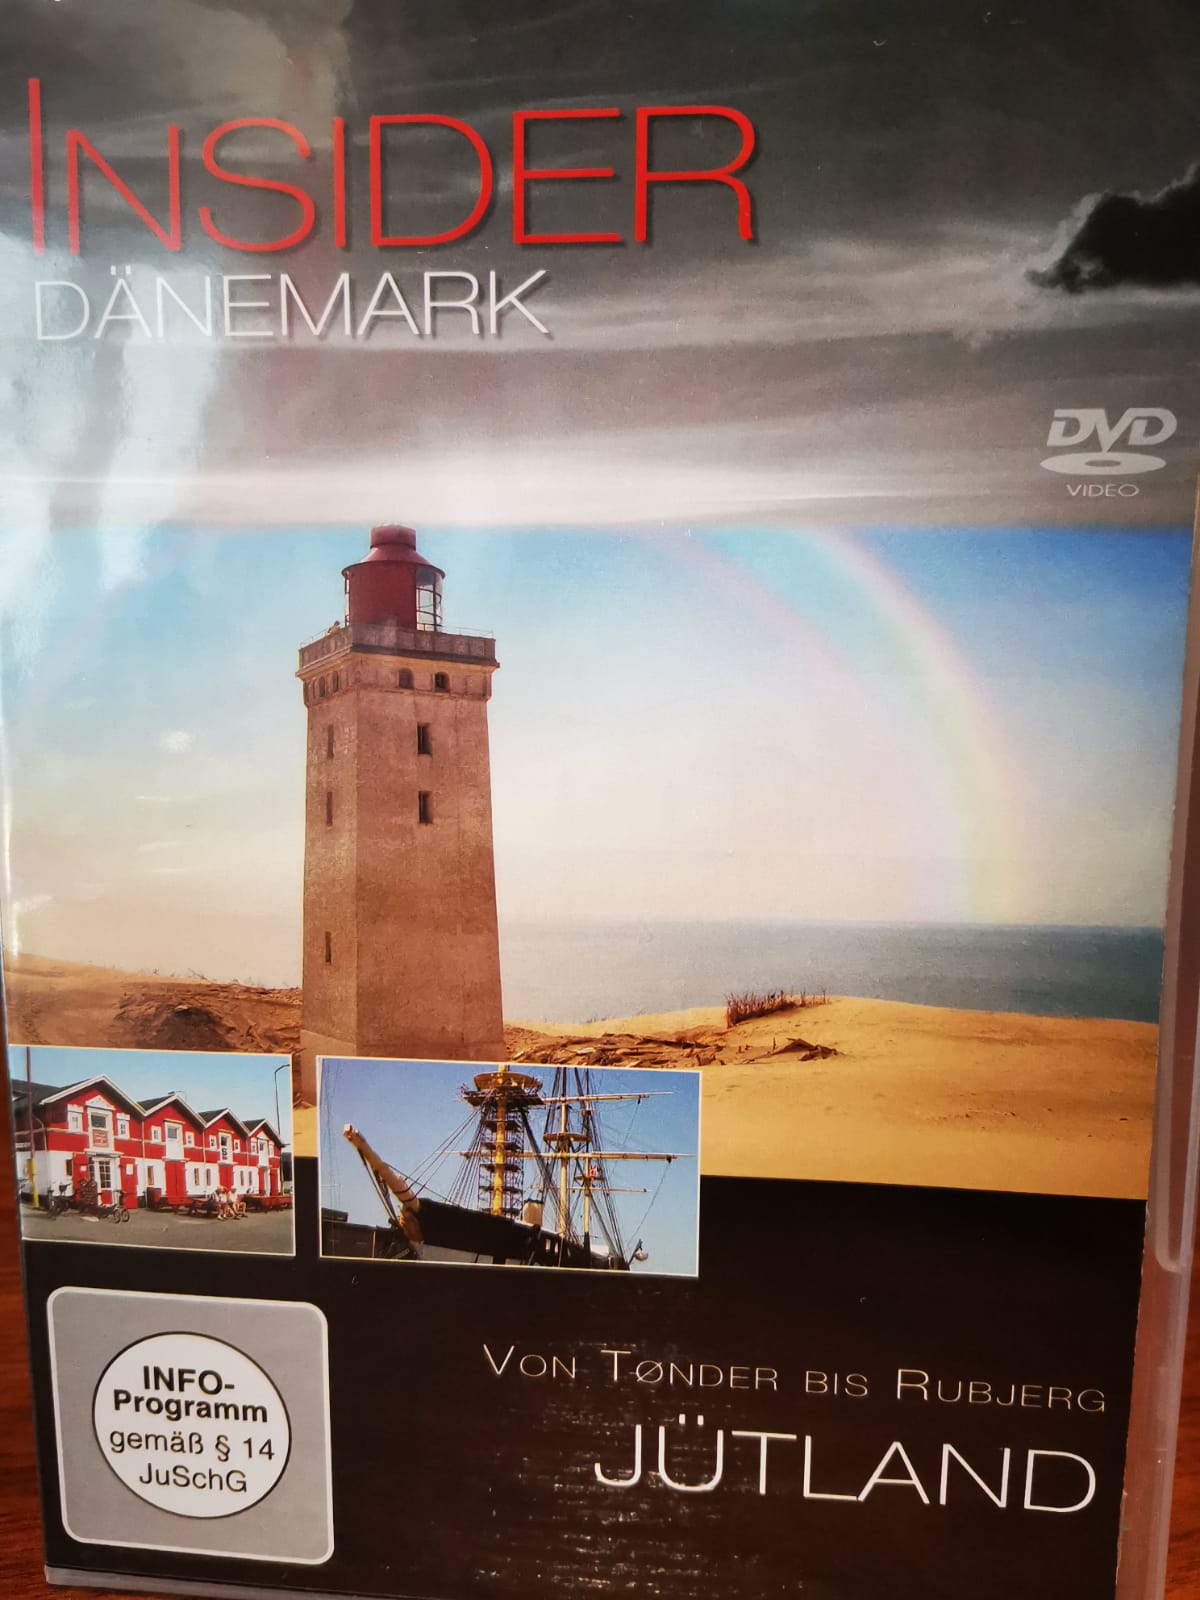 INSIDER
DÄNEMARK
DVD
VIDEO
INFO-
Programm
gemäß § 14
JuSchG
VON TØNDER BIS RUBJERG
JÜTLAND